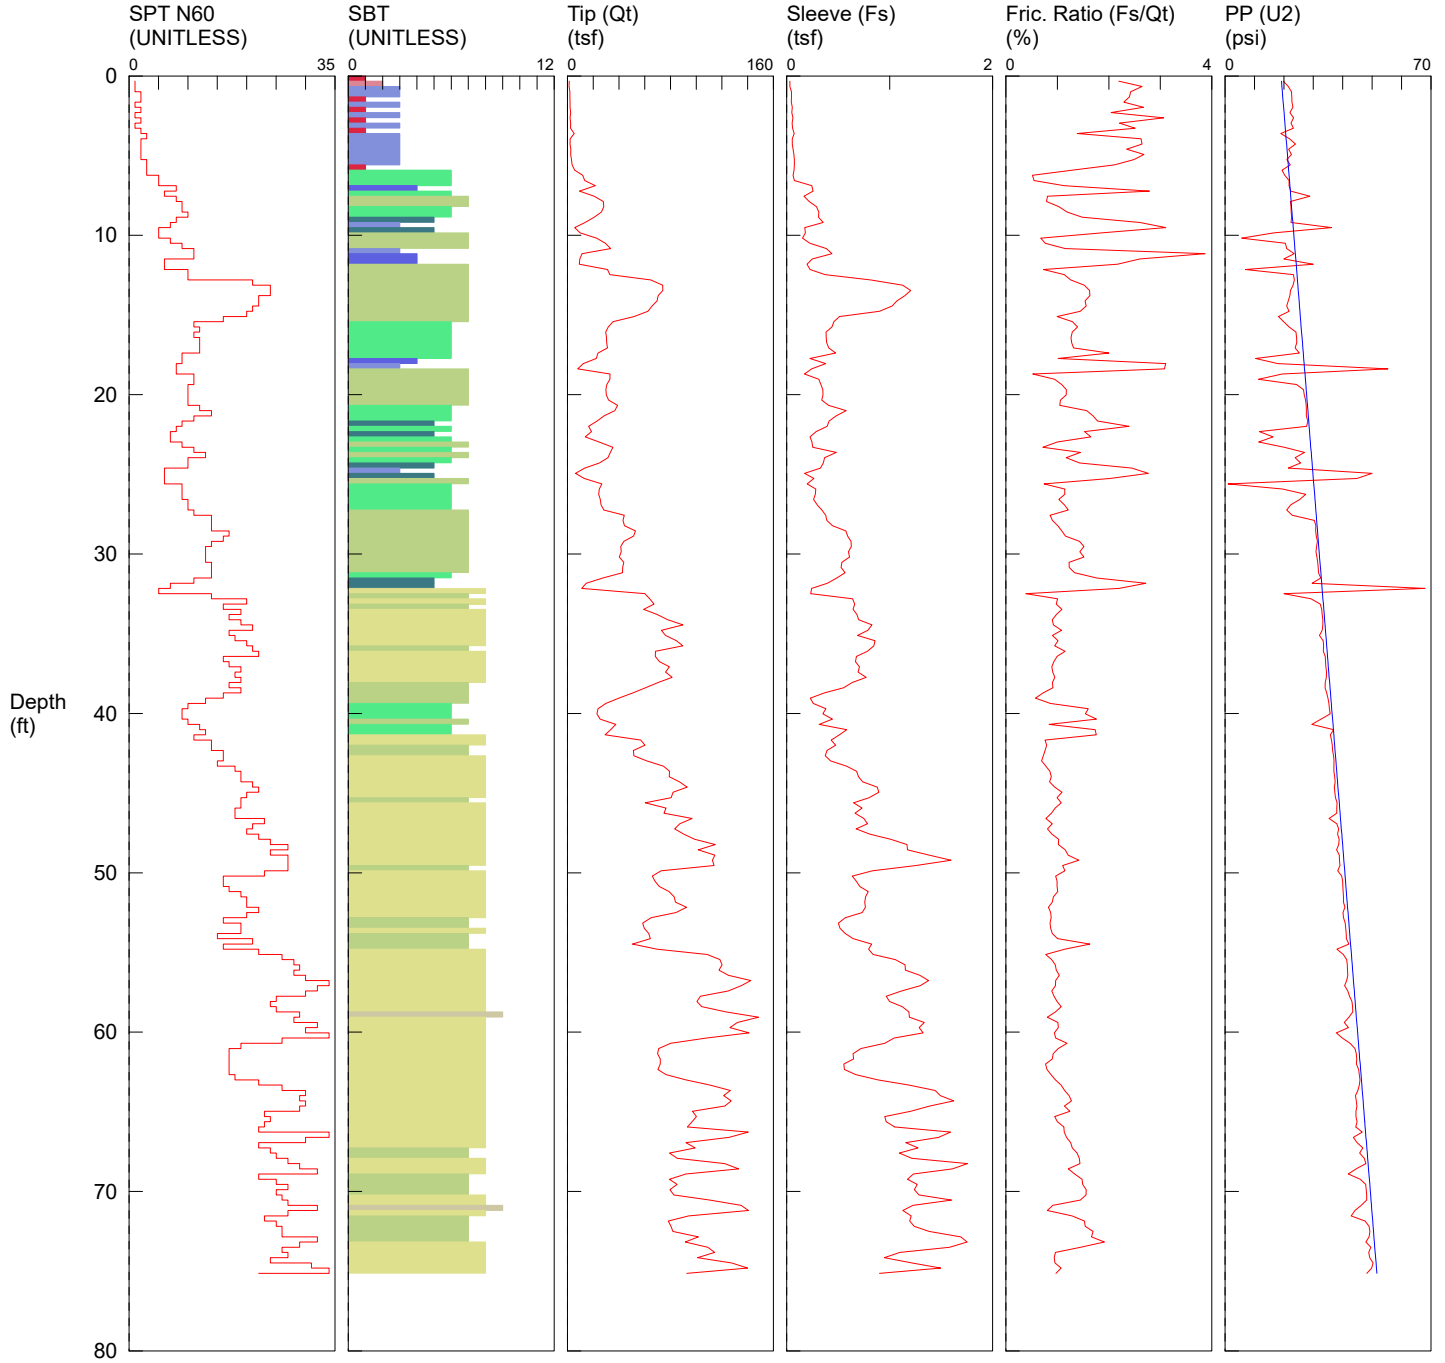 SPT N60
(UNITLESS)
SBT
(UNITLESS)
Tip (Qt)
(tsf)
Sleeve (Fs)
(tsf)
Fric. Ratio (Fs/Qt)
(%)
PP (U2)
(psi)
0 35 0 12 0 160 0 2 0 4 0 70
0
10
20
30
Depth
(ft)
40
50
60
70
80